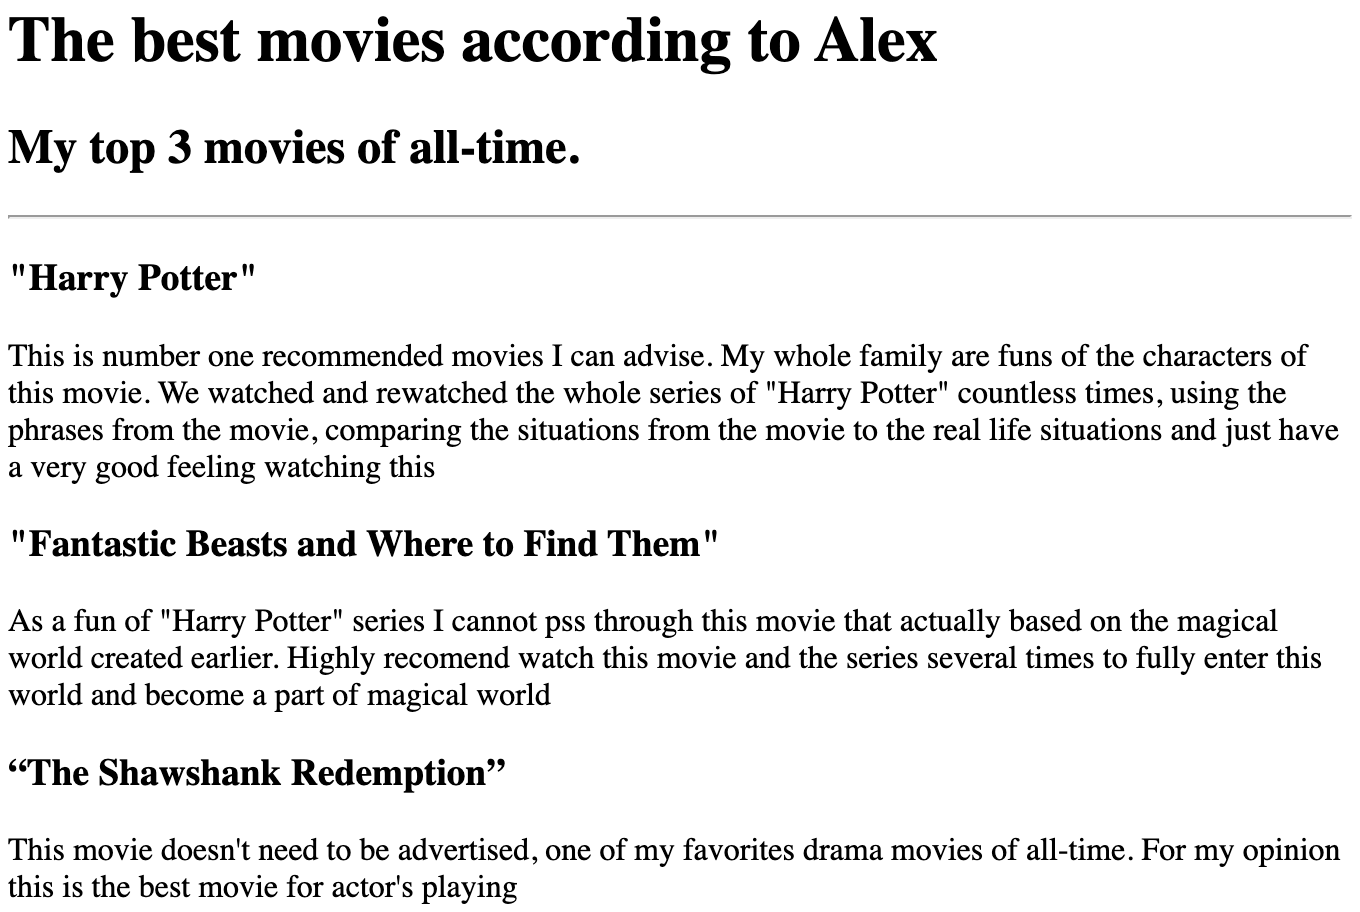 The best movies according to Alex
My top 3 movies of all-time.
"Harry Potter"
This is number one recommended movies I can advise. My whole family are funs of the characters of
this movie. We watched and rewatched the whole series of "Harry Potter" countless times, using the
phrases from the movie, comparing the situations from the movie to the real life situations and just have
a very good feeling watching this
"Fantastic Beasts and Where to Find Them"
As a fun of "Harry Potter" series I cannot pss through this movie that actually based on the magical
world created earlier. Highly recomend watch this movie and the series several times to fully enter this
world and become a part of magical world
“The Shawshank Redemption”
This movie doesn't need to be advertised, one of my favorites drama movies of all-time. For my opinion
this is the best movie for actor's playing